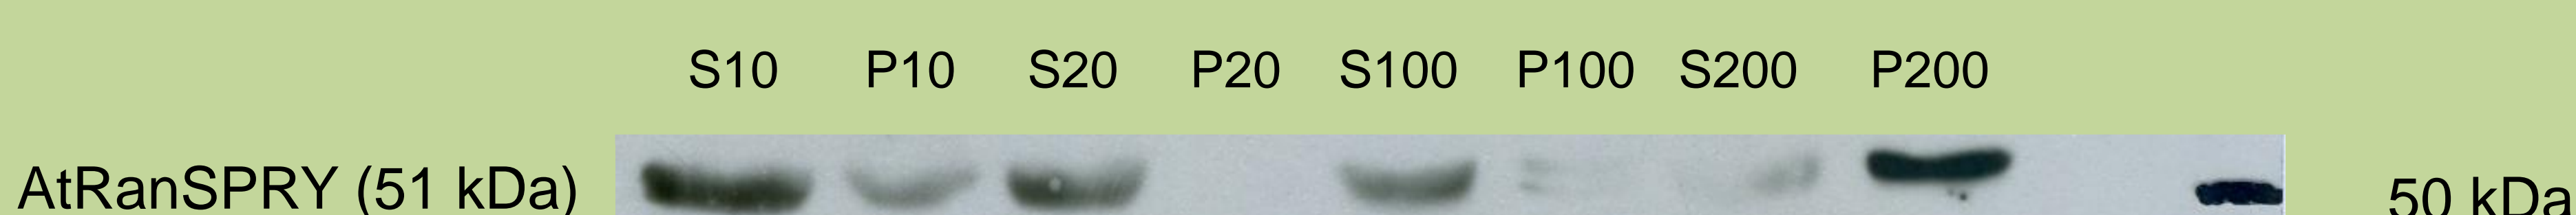 S10 P10 S20 P20 S100 P100 S200 P200
AtRanSPRY (51 kDa) 50 kDa